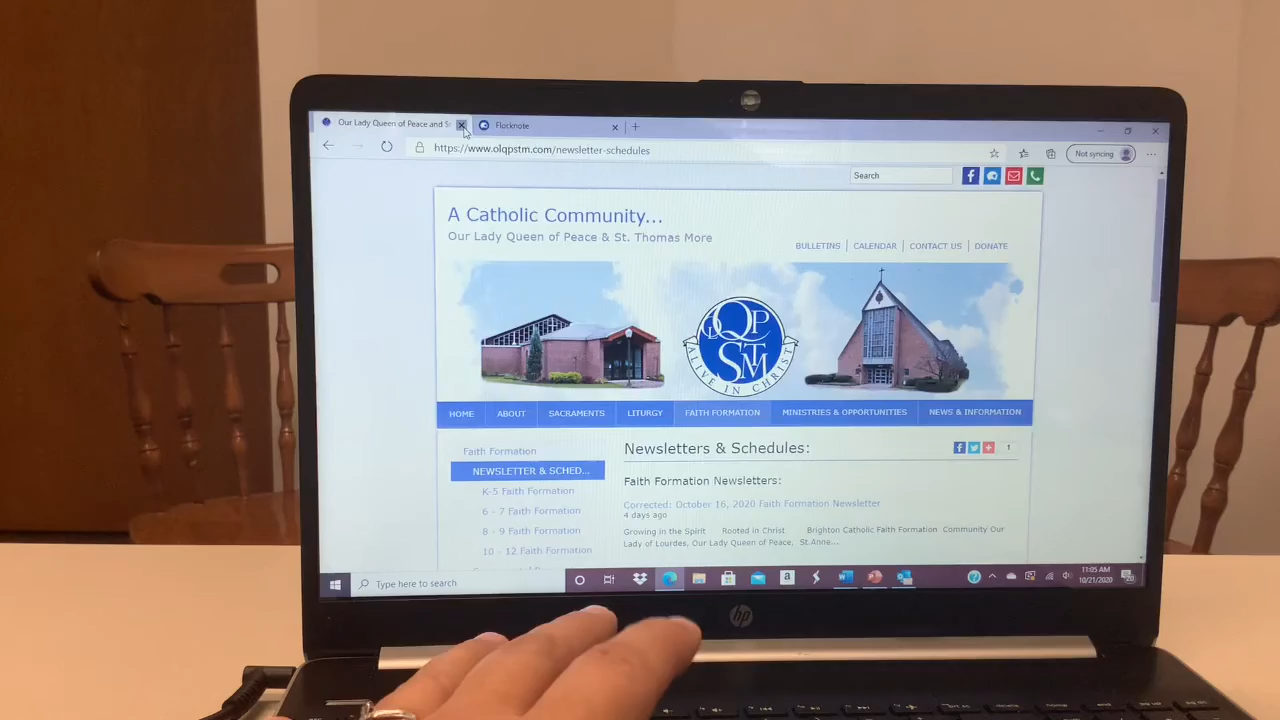 Our Lady Queen of Peace and S
Flocknote
https://www.olqpstm.com/newsletter-schedules
Not syncing
Search
A Catholic Community...
Our Lady Queen of Peace & St. Thomas More
BULLETINS CALENDAR CONTACT US DONATE
OLQP
STM
ALIVE IN CHRIST
HOME ABOUT SACRAMENTS LITURGY FAITH FORMATION MINISTRIES & OPPORTUNITIES NEWS & INFORMATION
Faith Formation
NEWSLETTER & SCHED...
K-5 Faith Formation
6 - 7 Faith Formation
8 - 9 Faith Formation
10 - 12 Faith Formation
Newsletters & Schedules:
1
Faith Formation Newsletters:
Corrected: October 16, 2020 Faith Formation Newsletter
4 days ago
Growing in the Spirit Rooted in Christ Brighton Catholic Faith Formation Community Our
Lady of Lourdes, Our Lady Queen of Peace, St.Anne...
Type here to search
11:05 AM
10/21/2020
hp